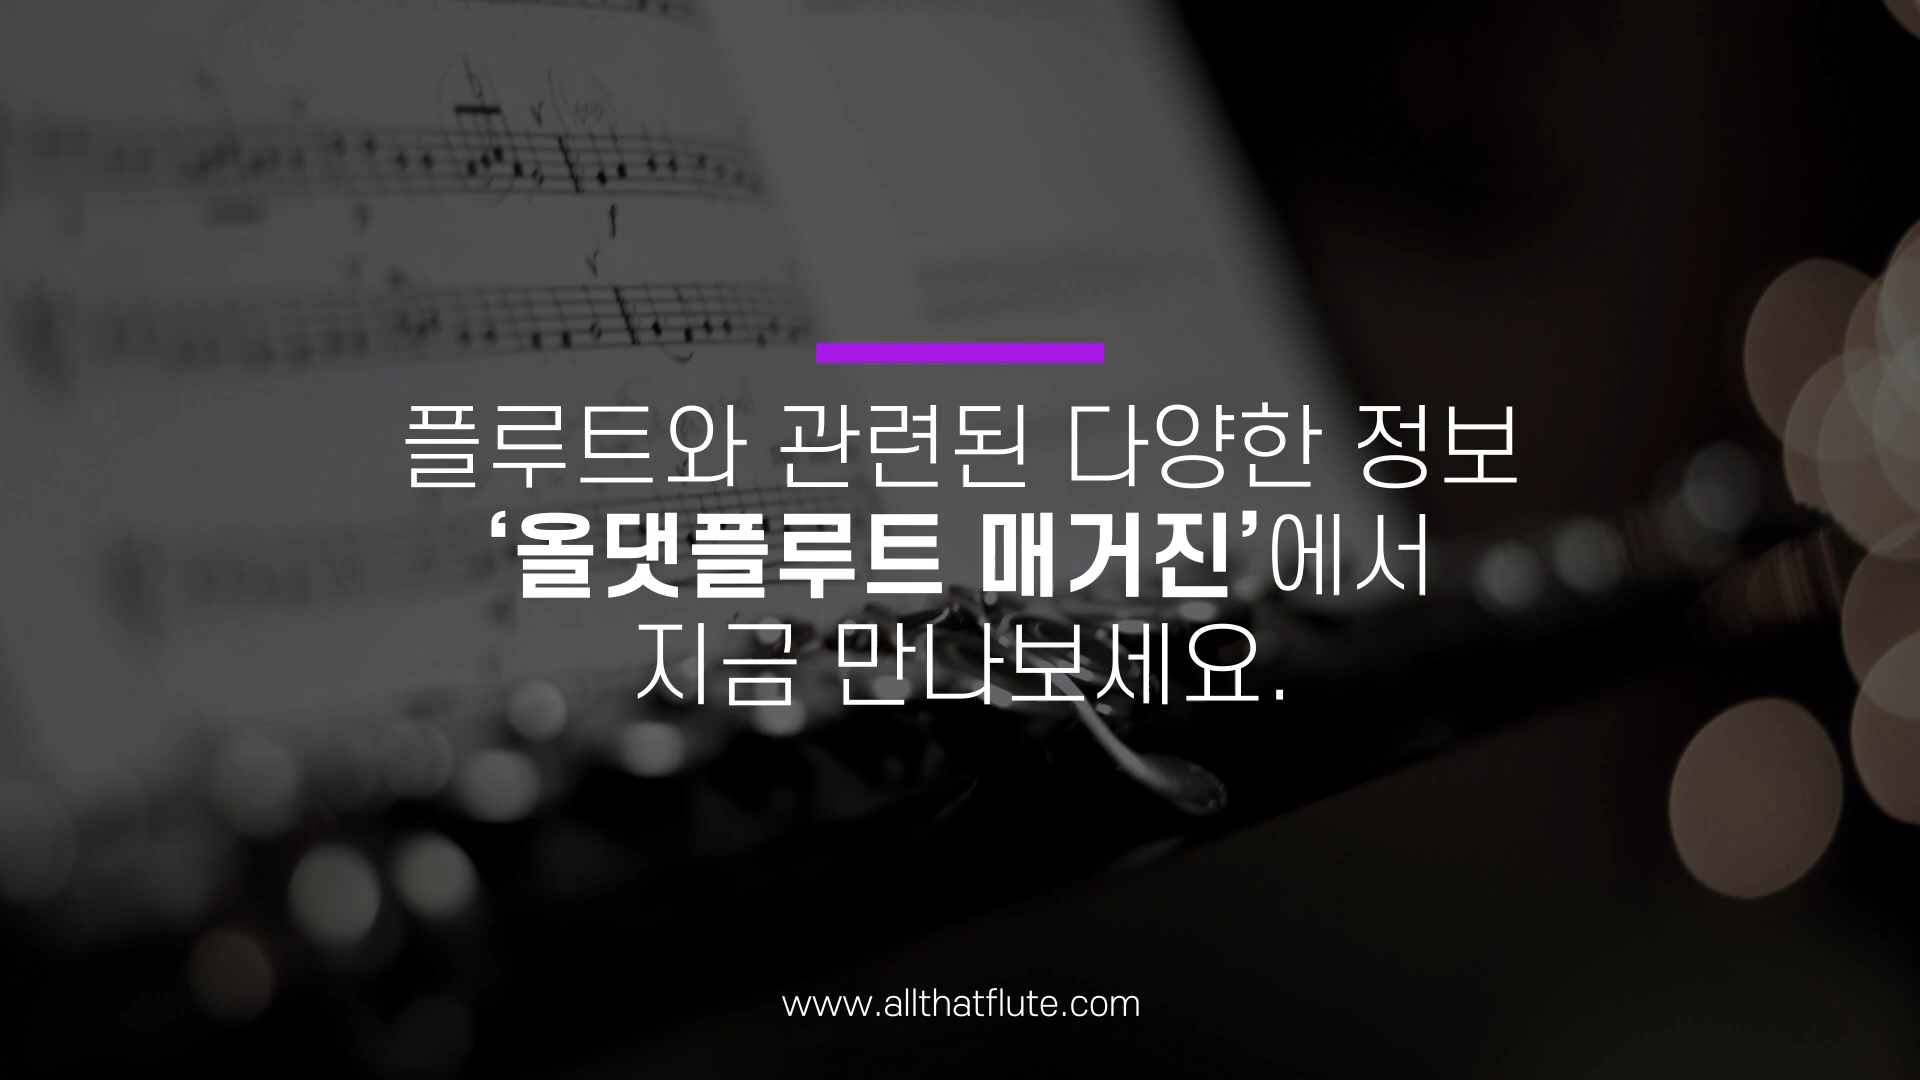 플루트와 관련된 다양한 정보
‘올댓플루트 매거진’에서
지금 만나보세요.
www.allthatflute.com